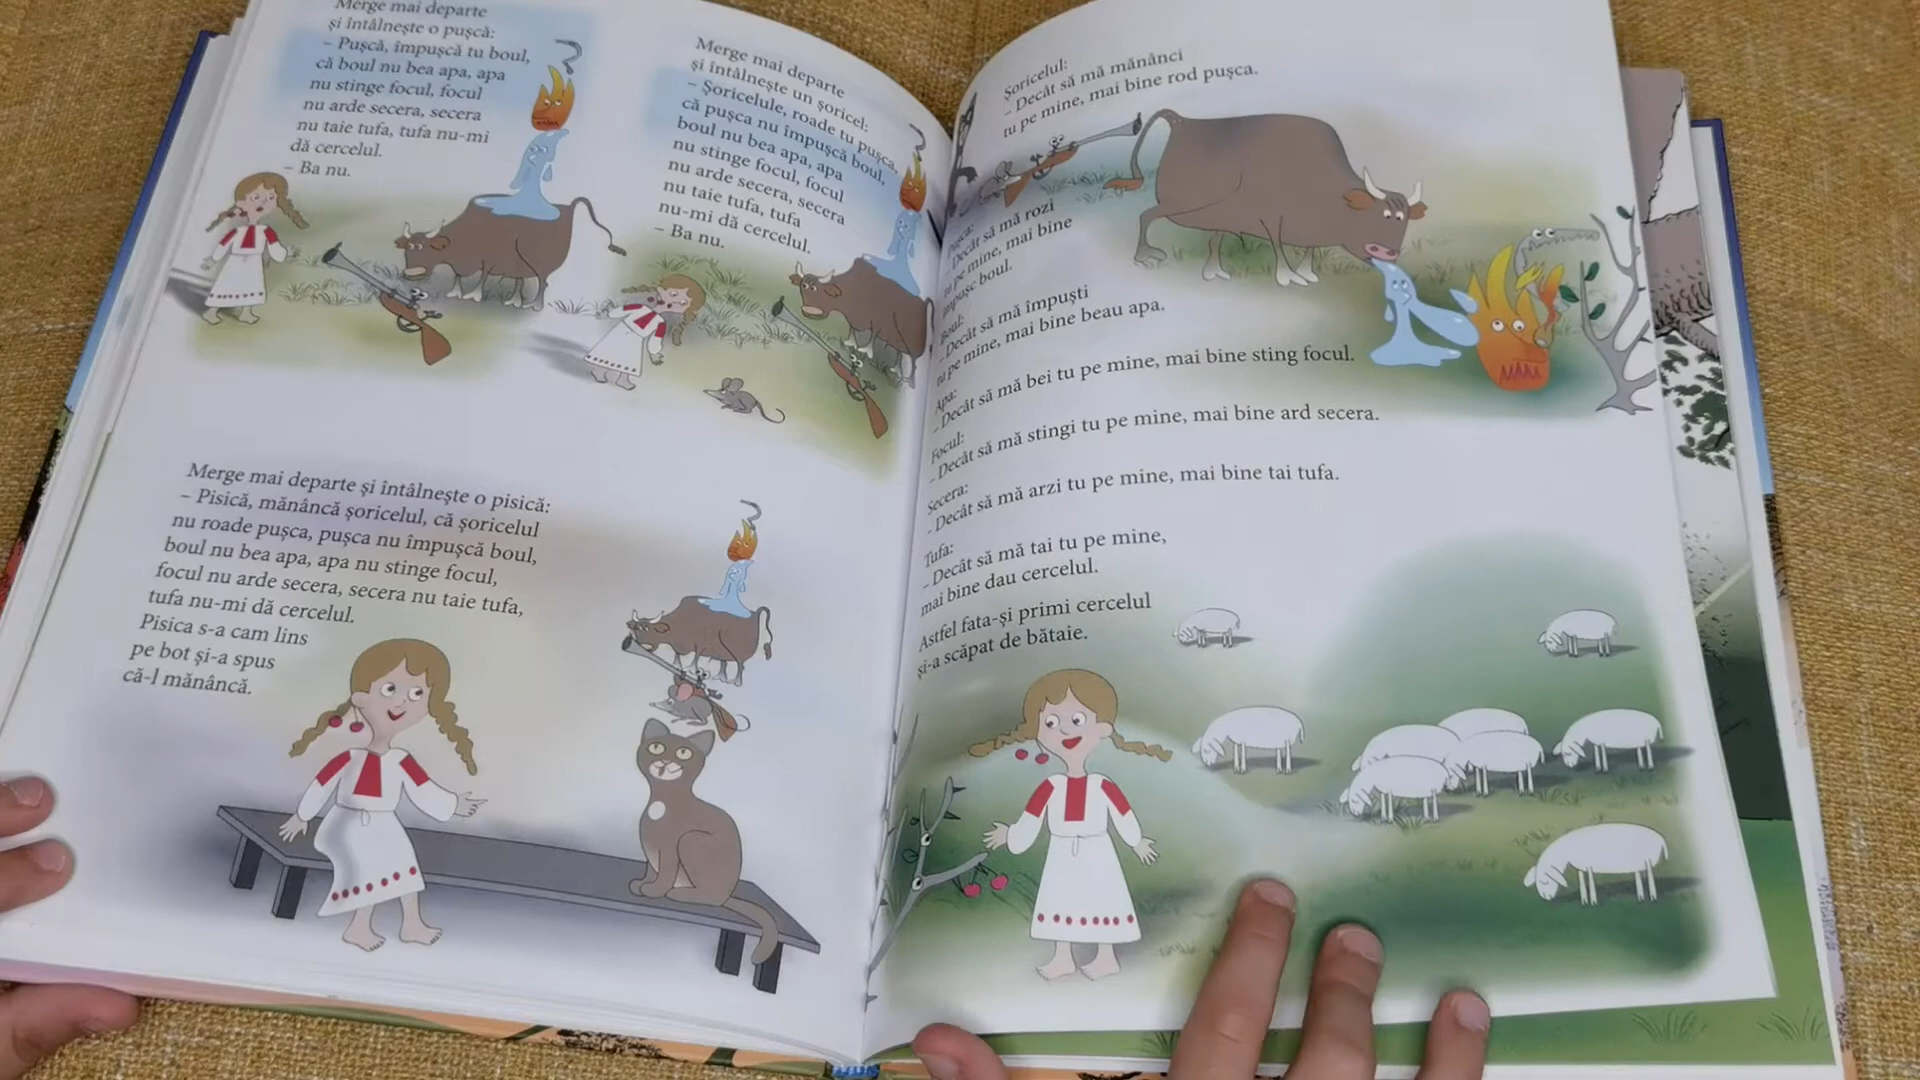 Merge mai departe
și întâlnește o pușcă:
– Pușcă, împușcă tu boul,
că boul nu bea apa, apa
nu stinge focul, focul
nu arde secera, secera
nu taie tufa, tufa nu-mi
dă cercelul.
– Ba nu.
Merge mai departe
și întâlnește un șoricel:
– Șoricelule, roade tu pușca,
că pușca nu împușcă boul,
boul nu bea apa, apa
nu stinge focul, focul
nu arde secera, secera
nu taie tufa, tufa
nu-mi dă cercelul.
– Ba nu.
Merge mai departe și întâlnește o pisică:
– Pisică, mănâncă șoricelul, că șoricelul
nu roade pușca, pușca nu împușcă boul,
boul nu bea apa, apa nu stinge focul,
focul nu arde secera, secera nu taie tufa,
tufa nu-mi dă cercelul.
Pisica s-a cam lins
pe bot și-a spus
că-l mănâncă.
Șoricelul:
– Decât să mă mănânci
tu pe mine, mai bine rod pușca.
Pușca:
– Decât să mă rozi
tu pe mine, mai bine
împușc boul.
Boul:
– Decât să mă împuști
tu pe mine, mai bine beau apa.
Apa:
– Decât să mă bei tu pe mine, mai bine sting focul.
Focul:
– Decât să mă stingi tu pe mine, mai bine ard secera.
Secera:
– Decât să mă arzi tu pe mine, mai bine tai tufa.
Tufa:
– Decât să mă tai tu pe mine,
mai bine dau cercelul.
Astfel fata-și primi cercelul
și-a scăpat de bătaie.